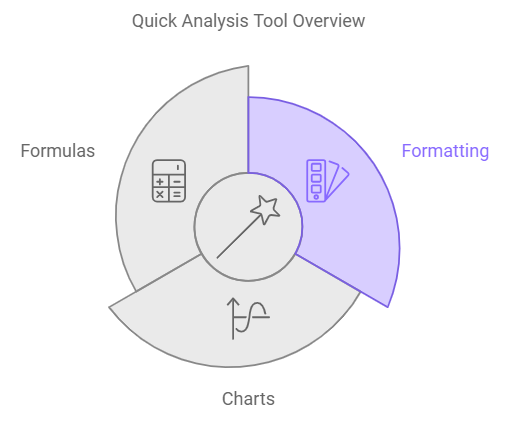 Quick Analysis Tool Overview
Formulas
Formatting
Charts